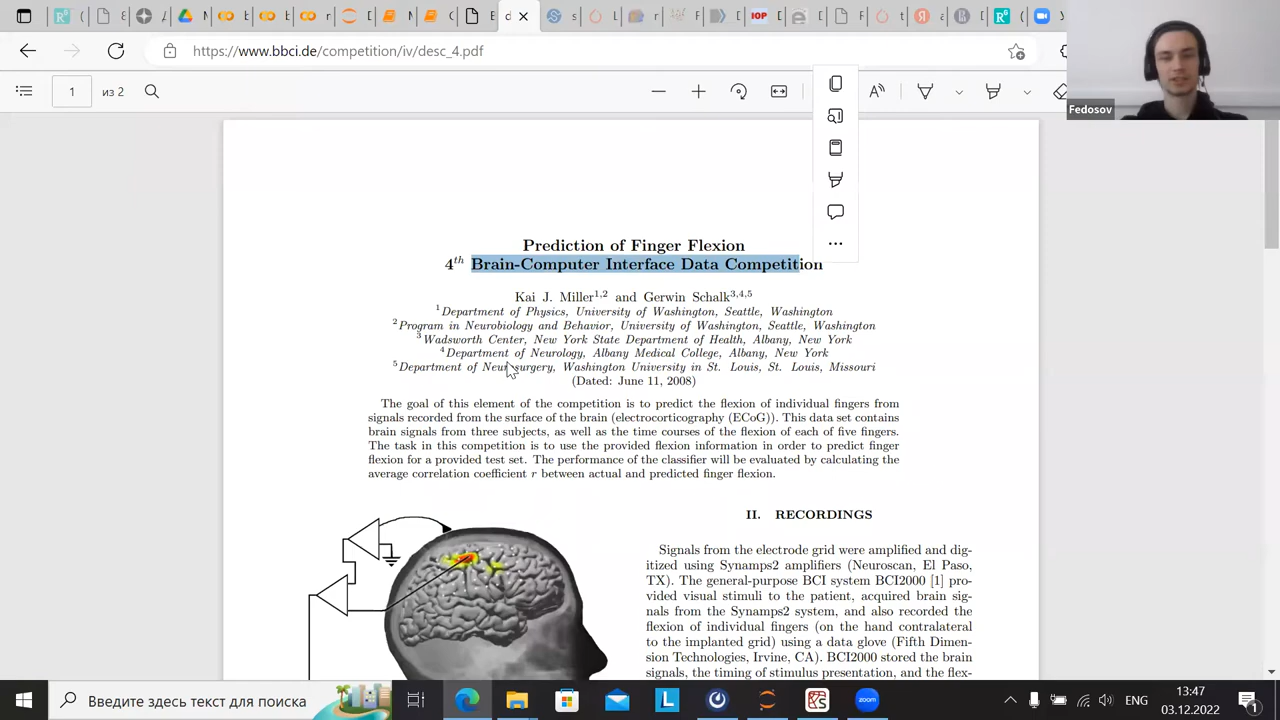 https://www.bbci.de/competition/iv/desc_4.pdf
1 из 2
Fedosov
Prediction of Finger Flexion
4th Brain-Computer Interface Data Competition
Kai J. Miller1,2 and Gerwin Schalk3,4,5
1Department of Physics, University of Washington, Seattle, Washington
2Program in Neurobiology and Behavior, University of Washington, Seattle, Washington
3Wadsworth Center, New York State Department of Health, Albany, New York
4Department of Neurology, Albany Medical College, Albany, New York
5Department of Neurosurgery, Washington University in St. Louis, St. Louis, Missouri
(Dated: June 11, 2008)
The goal of this element of the competition is to predict the flexion of individual fingers from
signals recorded from the surface of the brain (electrocorticography (ECoG)). This data set contains
brain signals from three subjects, as well as the time courses of the flexion of each of five fingers.
The task in this competition is to use the provided flexion information in order to predict finger
flexion for a provided test set. The performance of the classifier will be evaluated by calculating the
average correlation coefficient r between actual and predicted finger flexion.
II. RECORDINGS
Signals from the electrode grid were amplified and dig-
itized using Synamps2 amplifiers (Neuroscan, El Paso,
TX). The general-purpose BCI system BCI2000 [1] pro-
vided visual stimuli to the patient, acquired brain sig-
nals from the Synamps2 system, and also recorded the
flexion of individual fingers (on the hand contralateral
to the implanted grid) using a data glove (Fifth Dimen-
sion Technologies, Irvine, CA). BCI2000 stored the brain
signals, the timing of stimulus presentation, and the flex-
Введите здесь текст для поиска
zoom
ENG
13:47
03.12.2022
1